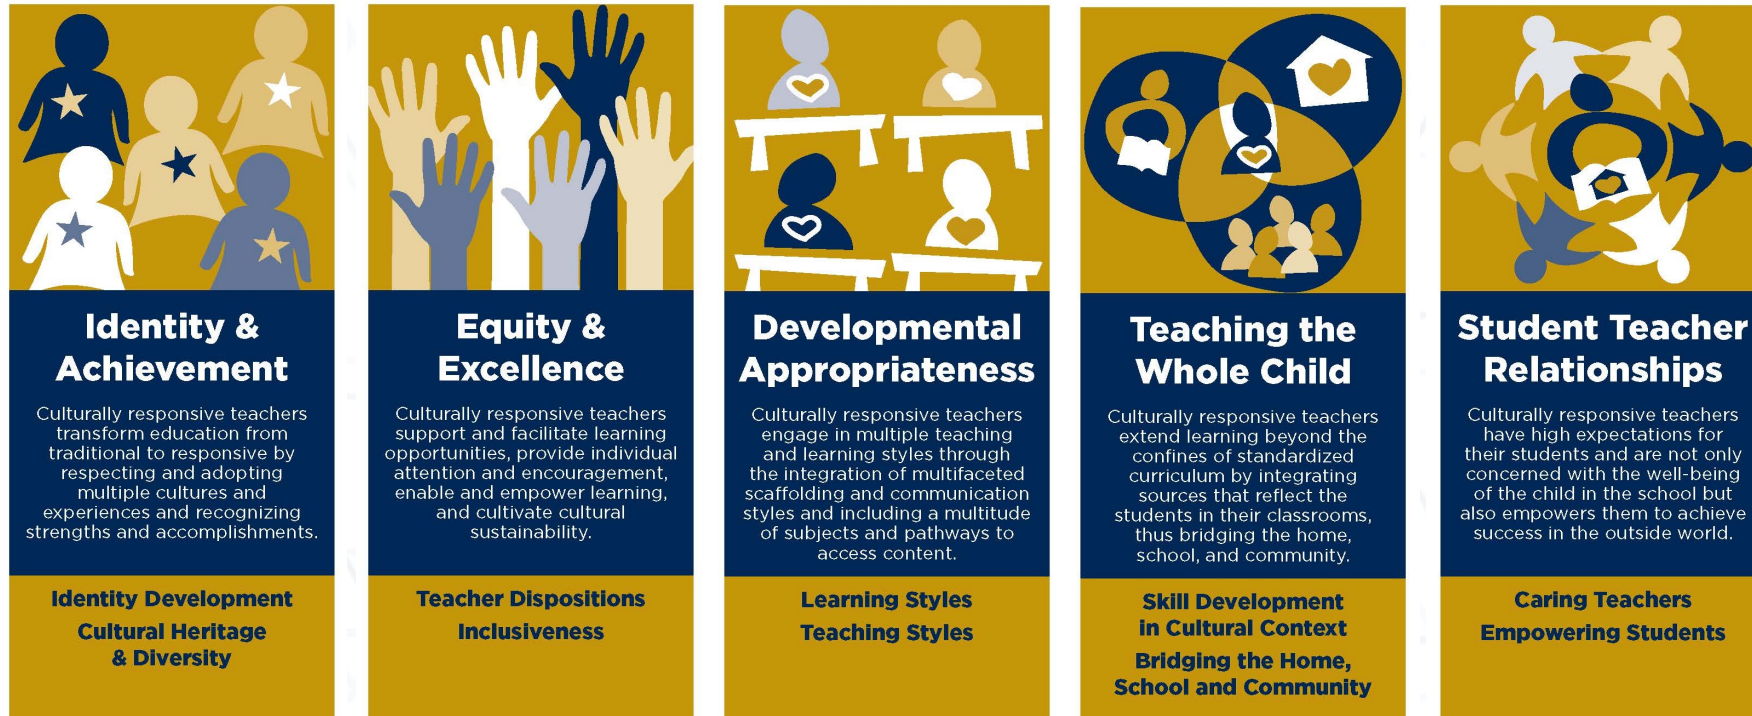 Identity &
Achievement
Culturally responsive teachers
transform education from
traditional to responsive by
respecting and adopting
multiple cultures and
experiences and recognizing
strengths and accomplishments.
Identity Development
Cultural Heritage
& Diversity
Equity &
Excellence
Culturally responsive teachers
support and facilitate learning
opportunities, provide individual
attention and encouragement,
enable and empower learning,
and cultivate cultural
sustainability.
Teacher Dispositions
Inclusiveness
Developmental
Appropriateness
Culturally responsive teachers
engage in multiple teaching
and learning styles through
the integration of multifaceted
scaffolding and communication
styles and including a multitude
of subjects and pathways to
access content.
Learning Styles
Teaching Styles
Teaching the
Whole Child
Culturally responsive teachers
extend learning beyond the
confines of standardized
curriculum by integrating
sources that reflect the
students in their classrooms,
thus bridging the home,
school, and community.
Skill Development
in Cultural Context
Bridging the Home,
School and Community
Student Teacher
Relationships
Culturally responsive teachers
have high expectations for
their students and are not only
concerned with the well-being
of the child in the school but
also empowers them to achieve
success in the outside world.
Caring Teachers
Empowering Students